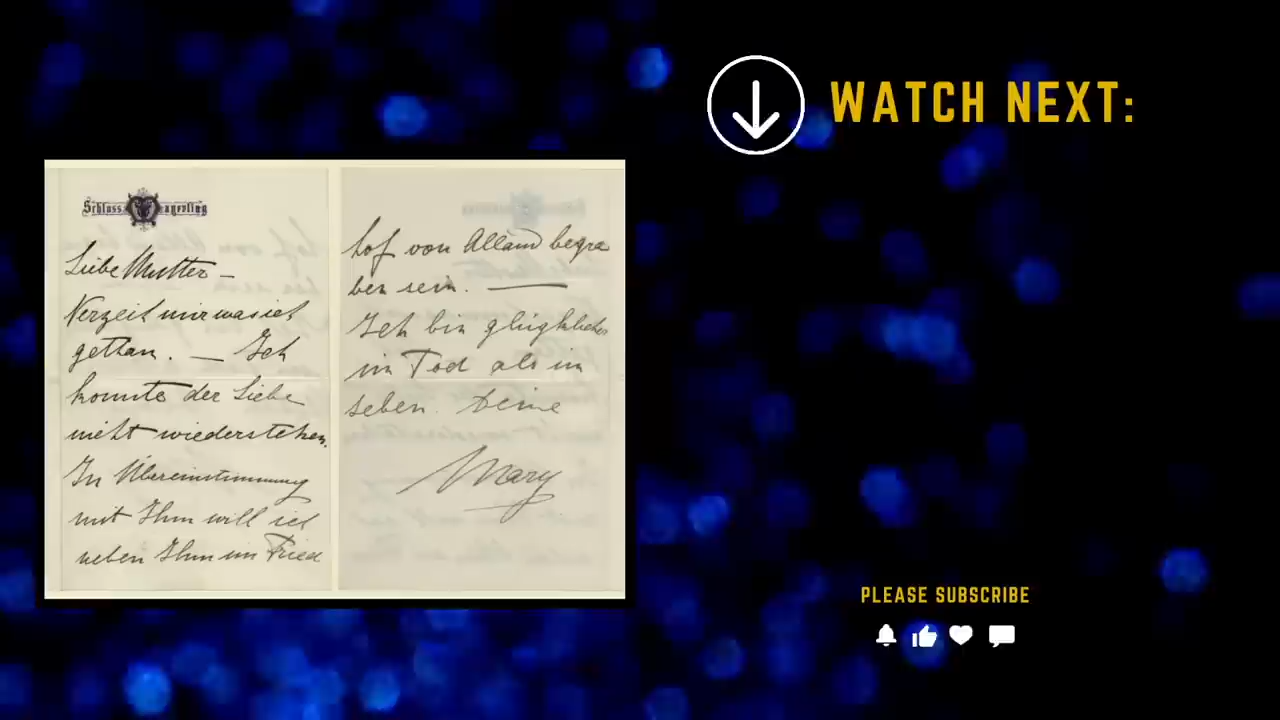 Schloss Mayerling
Liebe Mutter –
Verzeit mir was ich
gethan. — Ich
konnte der Liebe
nicht wiederstehen.
In Übereinstimmung
mit Ihm will ich
neben Ihm im Fried
hof von Alland begra
ben sein. ———
Ich bin glücklicher
im Tod als im
Leben. Deine
Mary
WATCH NEXT:
PLEASE SUBSCRIBE